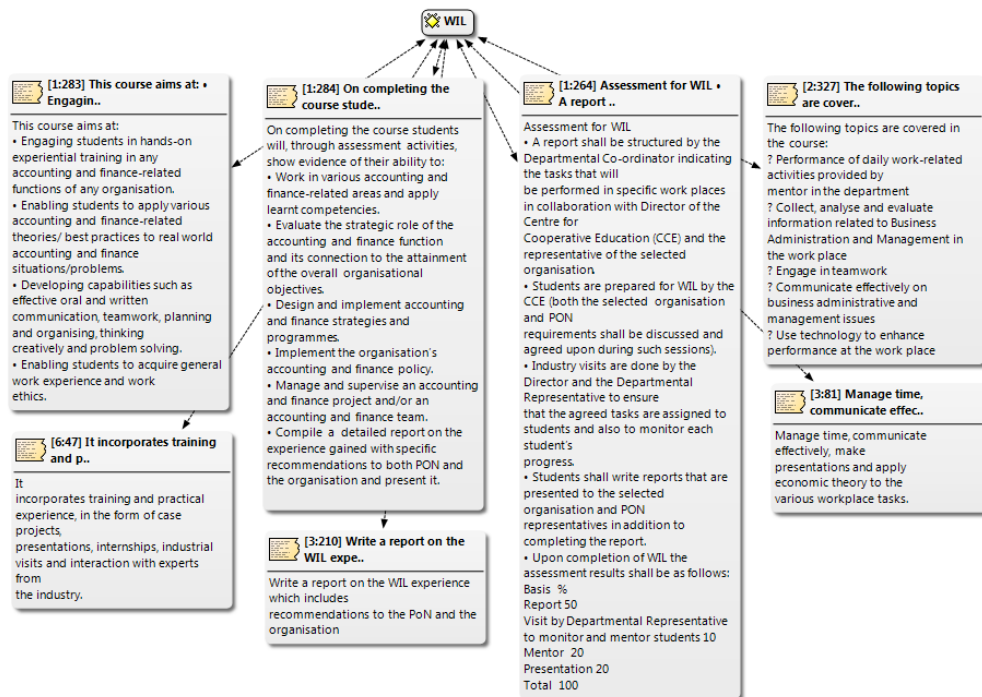 WIL
[1:283] This course aims at: •
Engagin..
This course aims at:
• Engaging students in hands-on
experiential training in any
accounting and finance-related
functions of any organisation.
• Enabling students to apply various
accounting and finance-related
theories/ best practices to real world
accounting and finance
situations/problems.
• Developing capabilities such as
effective oral and written
communication, teamwork, planning
and organising, thinking
creatively and problem solving.
• Enabling students to acquire general
work experience and work
ethics.
[1:284] On completing the
course stude..
On completing the course students
will, through assessment activities,
show evidence of their ability to:
• Work in various accounting and
finance-related areas and apply
learnt competencies.
• Evaluate the strategic role of the
accounting and finance function
and its connection to the attainment
of the overall organisational
objectives.
• Design and implement accounting
and finance strategies and
programmes.
• Implement the organisation's
accounting and finance policy.
• Manage and supervise an accounting
and finance project and/or an
accounting and finance team.
• Compile a detailed report on the
experience gained with specific
recommendations to both PON and
the organisation and present it.
[1:264] Assessment for WIL •
A report ..
Assessment for WIL
• A report shall be structured by the
Departmental Co-ordinator indicating
the tasks that will
be performed in specific work places
in collaboration with Director of the
Centre for
Cooperative Education (CCE) and the
representative of the selected
organisation.
• Students are prepared for WIL by the
CCE (both the selected organisation
and PON
requirements shall be discussed and
agreed upon during such sessions).
• Industry visits are done by the
Director and the Departmental
Representative to ensure
that the agreed tasks are assigned to
students and also to monitor each
student's
progress.
• Students shall write reports that are
presented to the selected
organisation and PON
representatives in addition to
completing the report.
• Upon completion of WIL the
assessment results shall be as follows:
Basis %
Report 50
Visit by Departmental Representative
to monitor and mentor students 10
Mentor 20
Presentation 20
Total 100
[2:327] The following topics
are cover..
The following topics are covered in
the course:
? Performance of daily work-related
activities provided by
mentor in the department
? Collect, analyse and evaluate
information related to Business
Administration and Management in
the work place
? Engage in teamwork
? Communicate effectively on
business administrative and
management issues
? Use technology to enhance
performance at the work place
[3:81] Manage time,
communicate effec..
Manage time, communicate
effectively, make
presentations and apply
economic theory to the
various workplace tasks.
[6:47] It incorporates training
and p..
It
incorporates training and practical
experience, in the form of case
projects,
presentations, internships, industrial
visits and interaction with experts
from
the industry.
[3:210] Write a report on the
WIL expe..
Write a report on the WIL experience
which includes
recommendations to the PoN and the
organisation